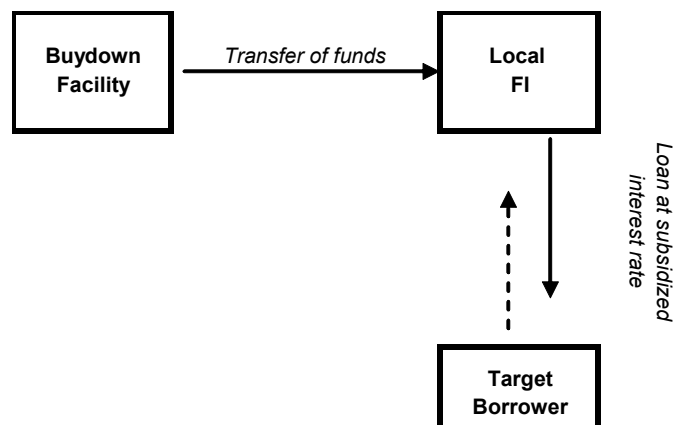 Buydown
Facility
Transfer of funds
Local
FI
Loan at subsidized
interest rate
Target
Borrower